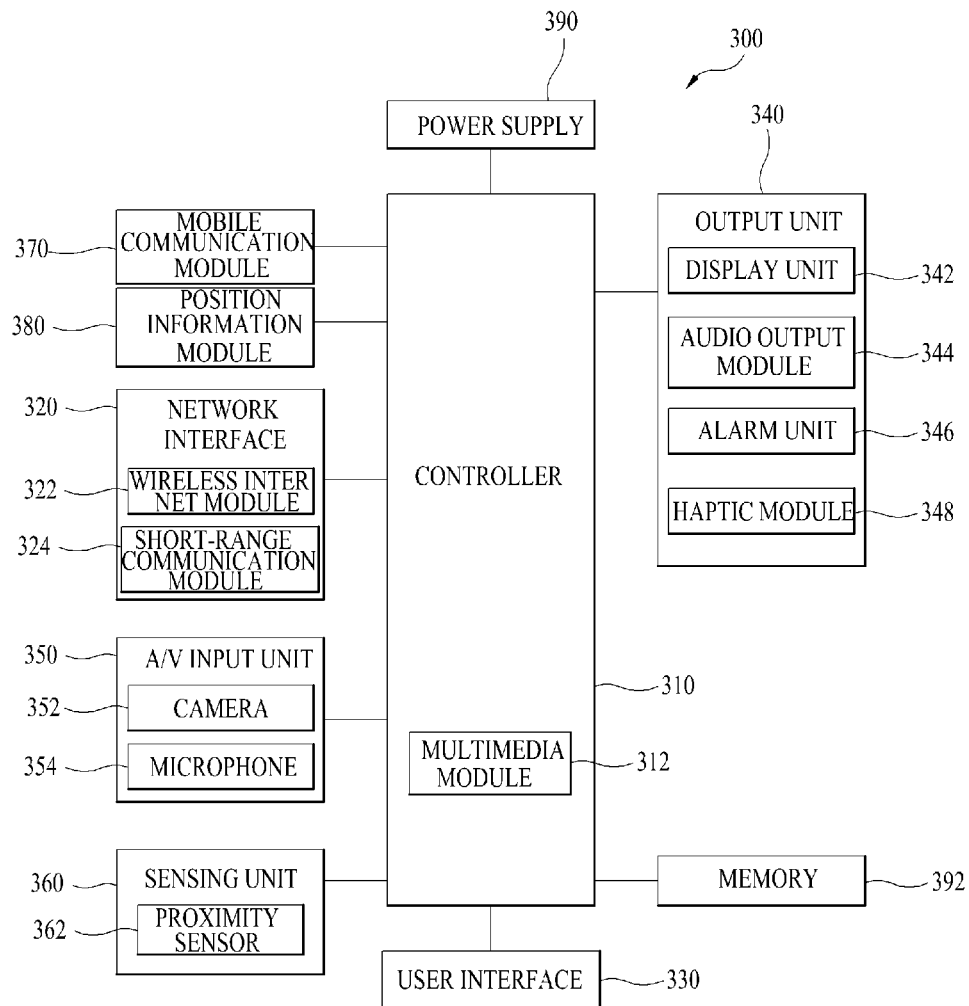 390
300
POWER SUPPLY
340
370
MOBILE
COMMUNICATION
MODULE
380
POSITION
INFORMATION
MODULE
320
NETWORK
INTERFACE
322
WIRELESS INTER
NET MODULE
324
SHORT-RANGE
COMMUNICATION
MODULE
350
A/V INPUT UNIT
352
CAMERA
354
MICROPHONE
360
SENSING UNIT
362
PROXIMITY
SENSOR
CONTROLLER
310
MULTIMEDIA
MODULE
312
OUTPUT UNIT
DISPLAY UNIT
342
AUDIO OUTPUT
MODULE
344
ALARM UNIT
346
HAPTIC MODULE
348
MEMORY
392
USER INTERFACE
330